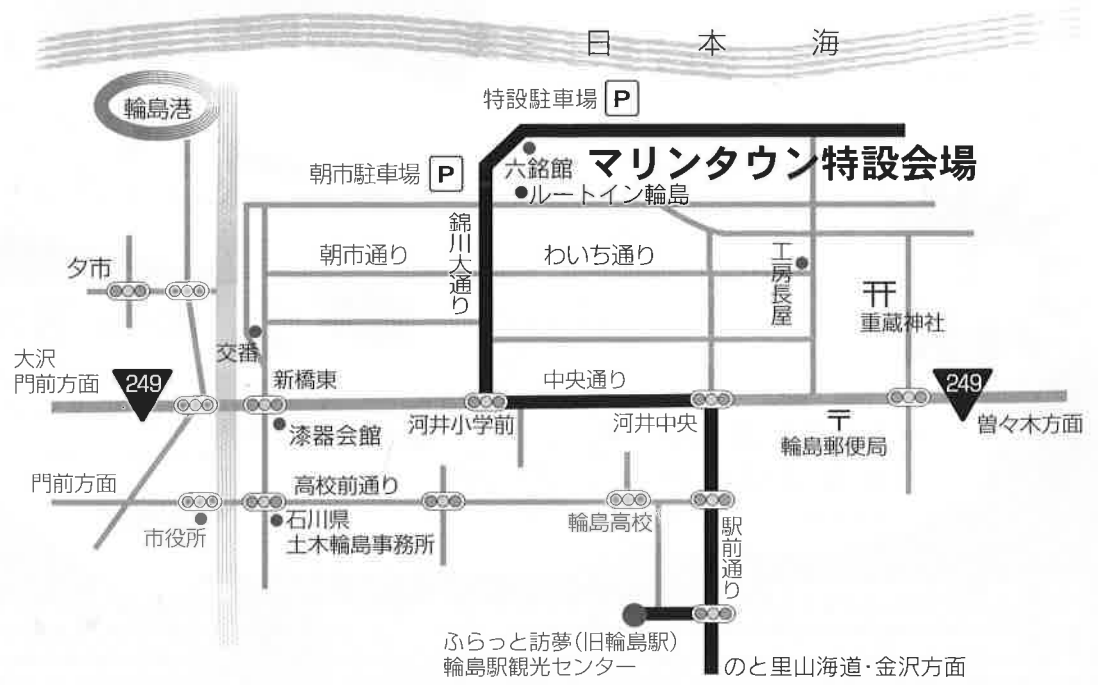 日本海
輪島港
特設駐車場 P
朝市駐車場 P
六銘館
マリンタウン特設会場
ルートイン輪島
錦川大通り
朝市通り
わいち通り
工房長屋
夕市
重蔵神社
交番
大沢
門前方面
249
新橋東
中央通り
249
漆器会館
河井小学前
河井中央
輪島郵便局
曽々木方面
門前方面
高校前通り
市役所
石川県
土木輪島事務所
輪島高校
駅前通り
ふらっと訪夢(旧輪島駅)
輪島駅観光センター
のと里山海道・金沢方面